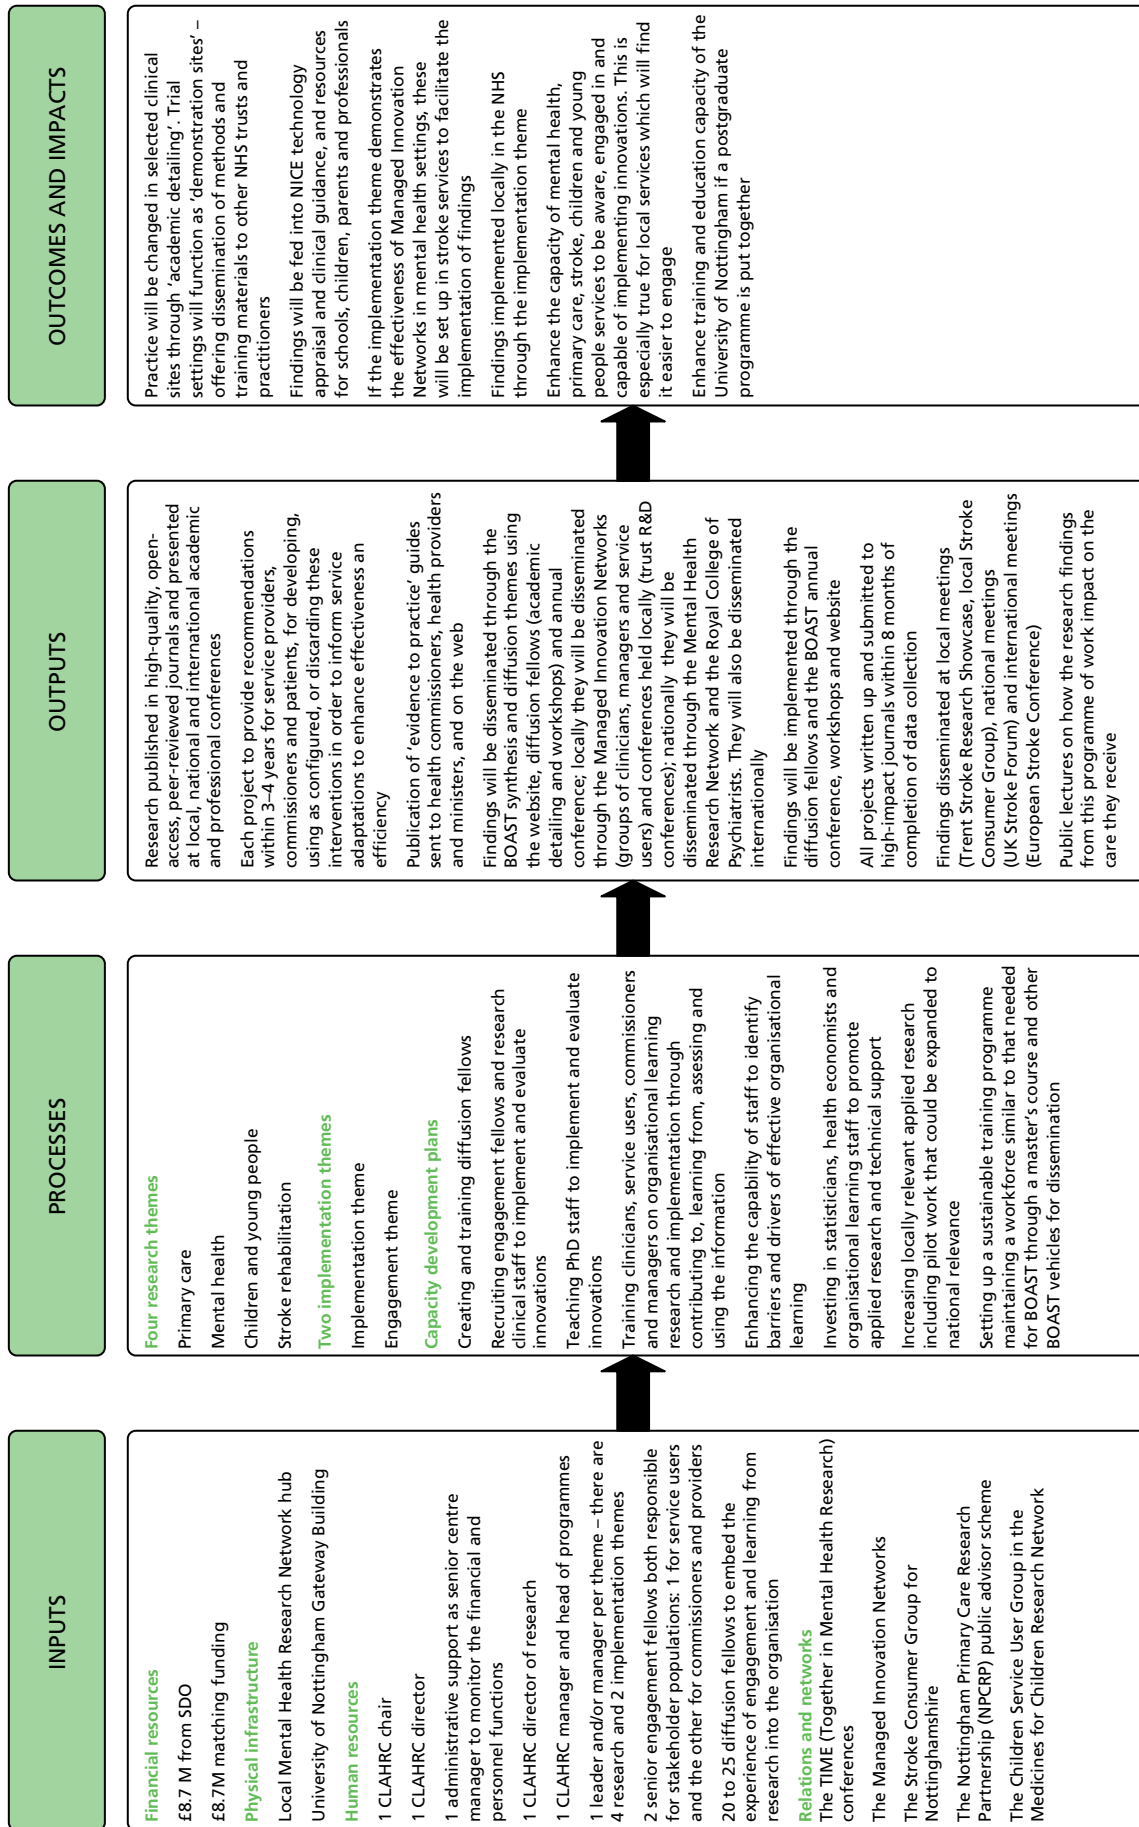 INPUTS
Financial resources
£8.7 M from SDO
£8.7M matching funding
Physical infrastructure
Local Mental Health Research Network hub
University of Nottingham Gateway Building
Human resources
1 CLAHRC chair
1 CLAHRC director
1 administrative support as senior centre
manager to monitor the financial and
personnel functions
1 CLAHRC director of research
1 CLAHRC manager and head of programmes
1 leader and/or manager per theme – there are
4 research and 2 implementation themes
2 senior engagement fellows both responsible
for stakeholder populations: 1 for service users
and the other for commissioners and providers
20 to 25 diffusion fellows to embed the
experience of engagement and learning from
research into the organisation
Relations and networks
The TIME (Together in Mental Health Research)
conferences
The Managed Innovation Networks
The Stroke Consumer Group for
Nottinghamshire
The Nottingham Primary Care Research
Partnership (NPCRP) public advisor scheme
The Children Service User Group in the
Medicines for Children Research Network
PROCESSES
Four research themes
Primary care
Mental health
Children and young people
Stroke rehabilitation
Two implementation themes
Implementation theme
Engagement theme
Capacity development plans
Creating and training diffusion fellows
Recruiting engagement fellows and research
clinical staff to implement and evaluate
innovations
Teaching PhD staff to implement and evaluate
innovations
Training clinicians, service users, commissioners
and managers on organisational learning
research and implementation through
contributing to, learning from, assessing and
using the information
Enhancing the capability of staff to identify
barriers and drivers of effective organisational
learning
Investing in statisticians, health economists and
organisational learning staff to promote
applied research and technical support
Increasing locally relevant applied research
including pilot work that could be expanded to
national relevance
Setting up a sustainable training programme
maintaining a workforce similar to that needed
for BOAST through a master's course and other
BOAST vehicles for dissemination
OUTPUTS
Research published in high-quality, open-
access, peer-reviewed journals and presented
at local, national and international academic
and professional conferences
Each project to provide recommendations
within 3–4 years for service providers,
commissioners and patients, for developing,
using as configured, or discarding these
interventions in order to inform service
adaptations to enhance effectiveness an
efficiency
Publication of 'evidence to practice' guides
sent to health commissioners, health providers
and ministers, and on the web
Findings will be disseminated through the
BOAST synthesis and diffusion themes using
the website, diffusion fellows (academic
detailing and workshops) and annual
conference; locally they will be disseminated
through the Managed Innovation Networks
(groups of clinicians, managers and service
users) and conferences held locally (trust R&D
conferences); nationally they will be
disseminated through the Mental Health
Research Network and the Royal College of
Psychiatrists. They will also be disseminated
internationally
Findings will be implemented through the
diffusion fellows and the BOAST annual
conference, workshops and website
All projects written up and submitted to
high-impact journals within 8 months of
completion of data collection
Findings disseminated at local meetings
(Trent Stroke Research Showcase, local Stroke
Consumer Group), national meetings
(UK Stroke Forum) and international meetings
(European Stroke Conference)
Public lectures on how the research findings
from this programme of work impact on the
care they receive
OUTCOMES AND IMPACTS
Practice will be changed in selected clinical
sites through 'academic detailing'. Trial
settings will function as 'demonstration sites' –
offering dissemination of methods and
training materials to other NHS trusts and
practitioners
Findings will be fed into NICE technology
appraisal and clinical guidance, and resources
for schools, children, parents and professionals
If the implementation theme demonstrates
the effectiveness of Managed Innovation
Networks in mental health settings, these
will be set up in stroke services to facilitate the
implementation of findings
Findings implemented locally in the NHS
through the implementation theme
Enhance the capacity of mental health,
primary care, stroke, children and young
people services to be aware, engaged in and
capable of implementing innovations. This is
especially true for local services which will find
it easier to engage
Enhance training and education capacity of the
University of Nottingham if a postgraduate
programme is put together